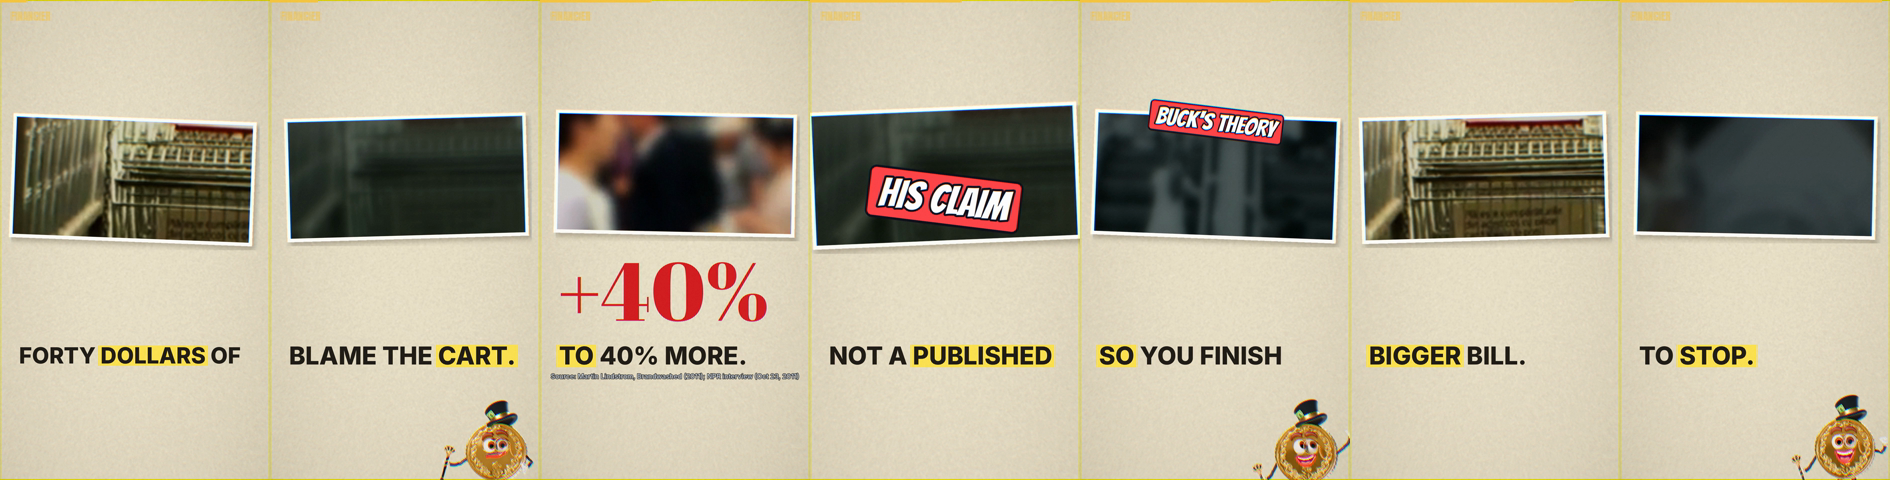 FORTY DOLLARS OF
BLAME THE CART.
+40%
TO 40% MORE.
Source: Martin Lindstrom, Brandwashed (2011); NPR interview (Oct 23, 2011)
HIS CLAIM
NOT A PUBLISHED
BUCK'S THEORY
SO YOU FINISH
BIGGER BILL.
TO STOP.